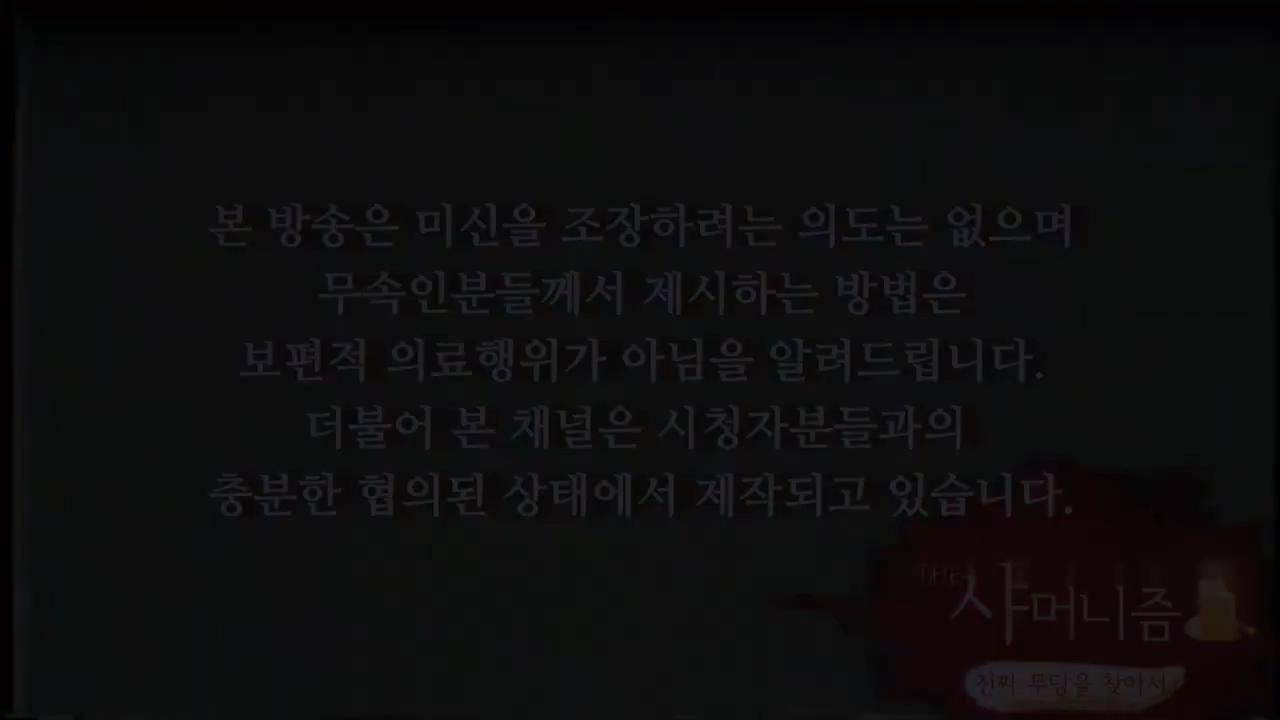 본 방송은 미신을 조장하려는 의도는 없으며
무속인분들께서 제시하는 방법은
보편적 의료행위가 아님을 알려드립니다.
더불어 본 채널은 시청자분들과의
충분한 협의된 상태에서 제작되고 있습니다.
THE
샤머니즘
진짜 무당을 찾아서